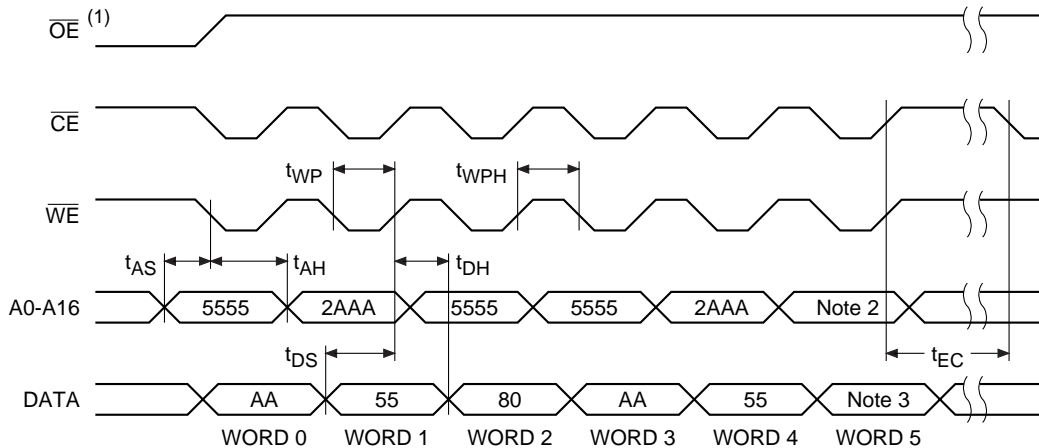 OE (1)
CE
tWP tWPH
WE
tAS tAH tDH
A0-A16 5555 2AAA 5555 5555 2AAA Note 2
tDS tEC
DATA AA 55 80 AA 55 Note 3
WORD 0 WORD 1 WORD 2 WORD 3 WORD 4 WORD 5